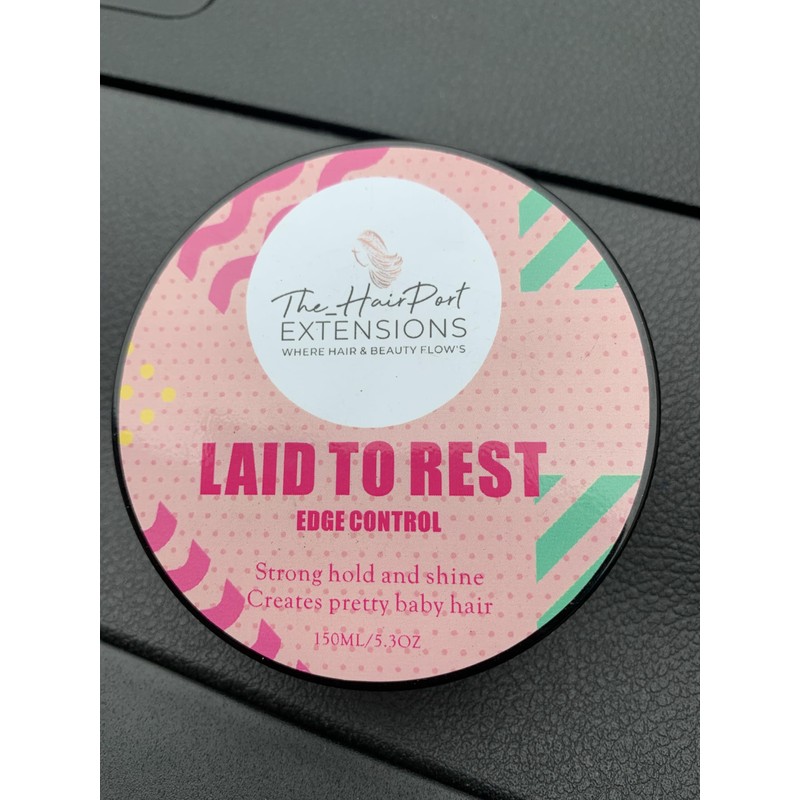 The_HairPort
EXTENSIONS
WHERE HAIR & BEAUTY FLOW'S
LAID TO REST
EDGE CONTROL
Strong hold and shine
Creates pretty baby hair
150ML/5.3OZ